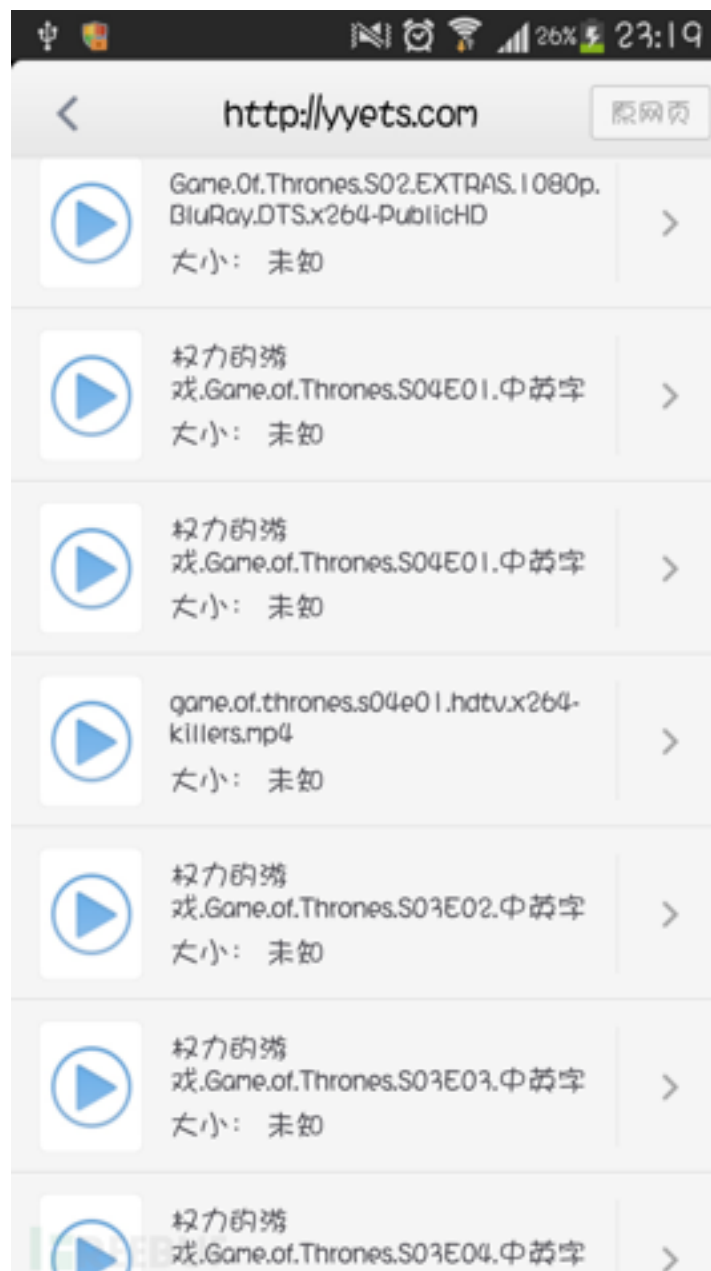 26% 23:19
http://yyets.com 原网页
Game.Of.Thrones.S02.EXTRAS.1080p.
BluRay.DTS.x264-PublicHD
大小： 未知
权力的游
戏.Game.of.Thrones.S04E01.中英字
大小： 未知
权力的游
戏.Game.of.Thrones.S04E01.中英字
大小： 未知
game.of.thrones.s04e01.hdtv.x264-
killers.mp4
大小： 未知
权力的游
戏.Game.of.Thrones.S03E02.中英字
大小： 未知
权力的游
戏.Game.of.Thrones.S03E03.中英字
大小： 未知
权力的游
戏.Game.of.Thrones.S03E04.中英字